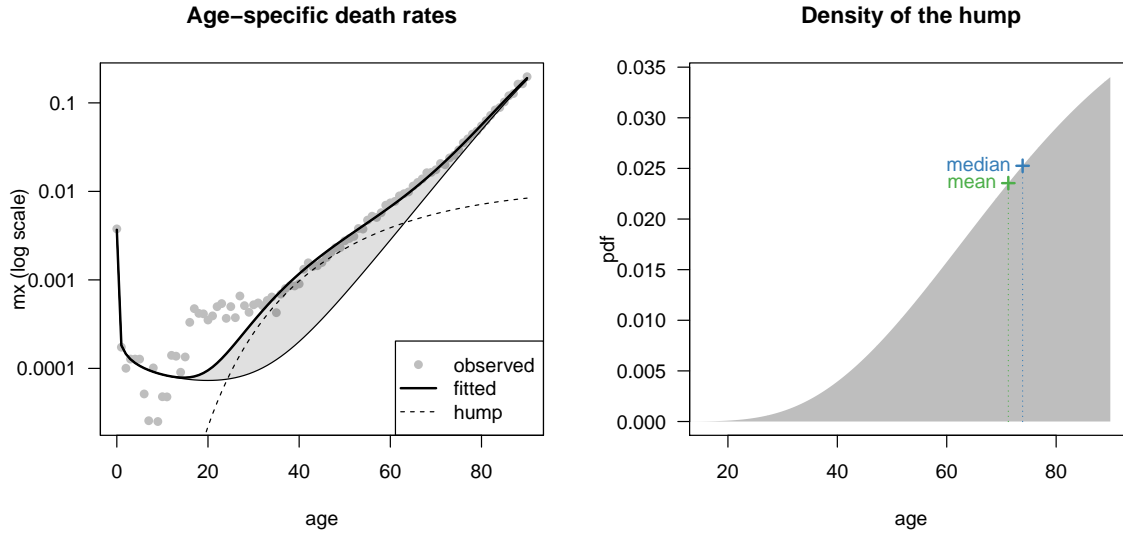 Age−specific death rates
mx (log scale)
0.1
0.01
0.001
0.0001
observed
fitted
hump
0 20 40 60 80
age
Density of the hump
pdf
0.035
0.030
0.025
0.020
0.015
0.010
0.005
0.000
median
mean
20 40 60 80
age